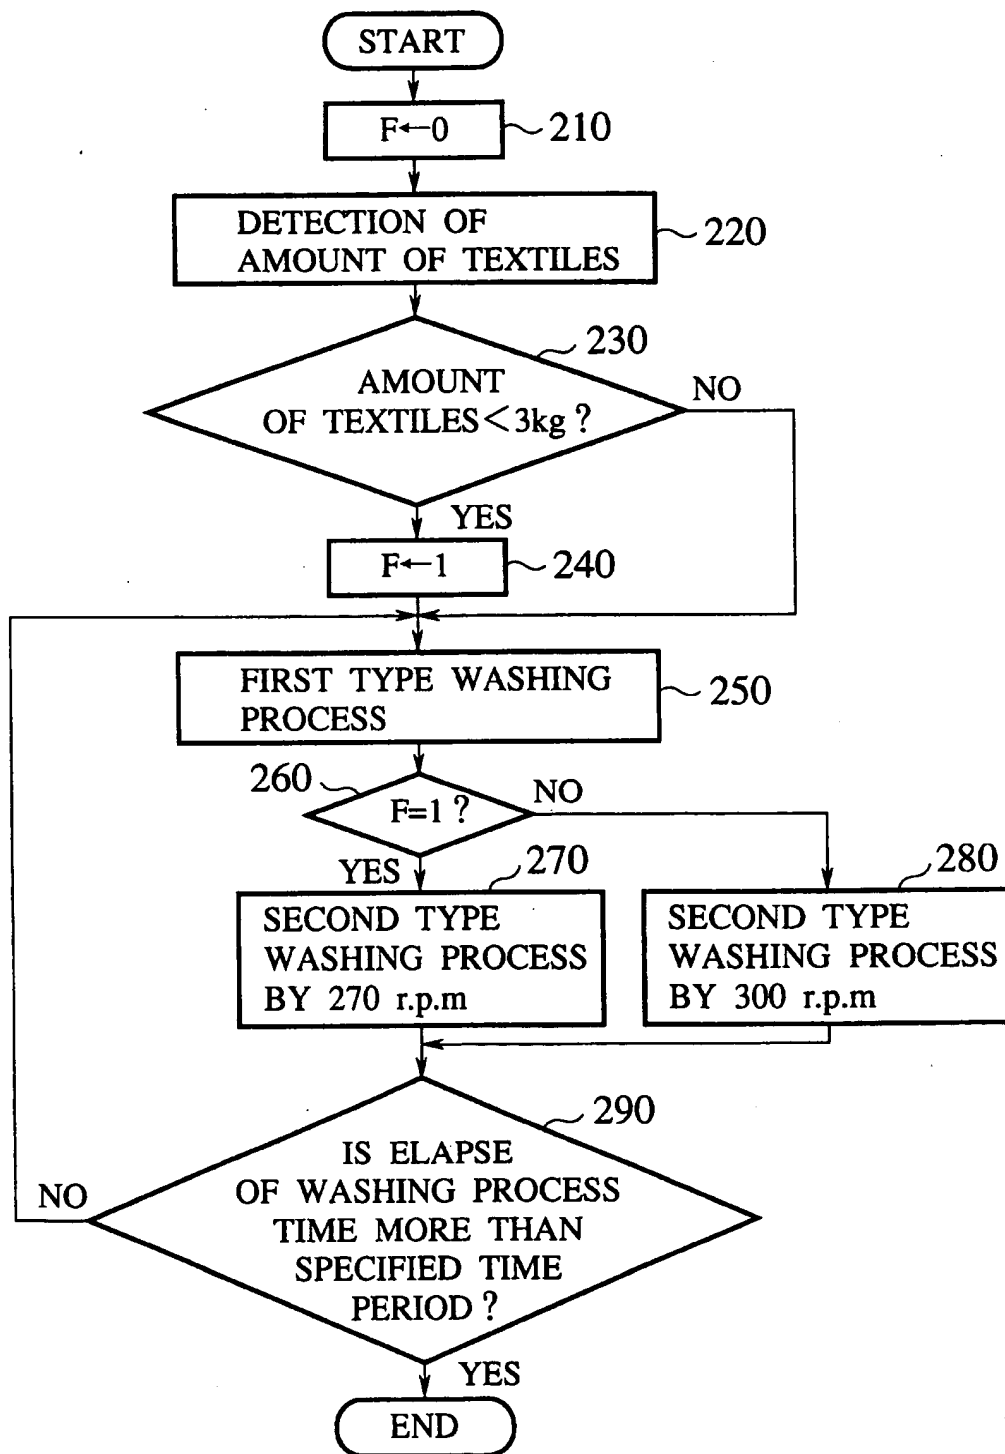 START
F←0
210
DETECTION OF
AMOUNT OF TEXTILES
220
230
AMOUNT
OF TEXTILES<3kg?
NO
YES
F←1
240
FIRST TYPE WASHING
PROCESS
250
260
F=1?
NO
YES
270
SECOND TYPE
WASHING PROCESS
BY 270 r.p.m
280
SECOND TYPE
WASHING PROCESS
BY 300 r.p.m
290
IS ELAPSE
OF WASHING PROCESS
TIME MORE THAN
SPECIFIED TIME
PERIOD?
NO
YES
END